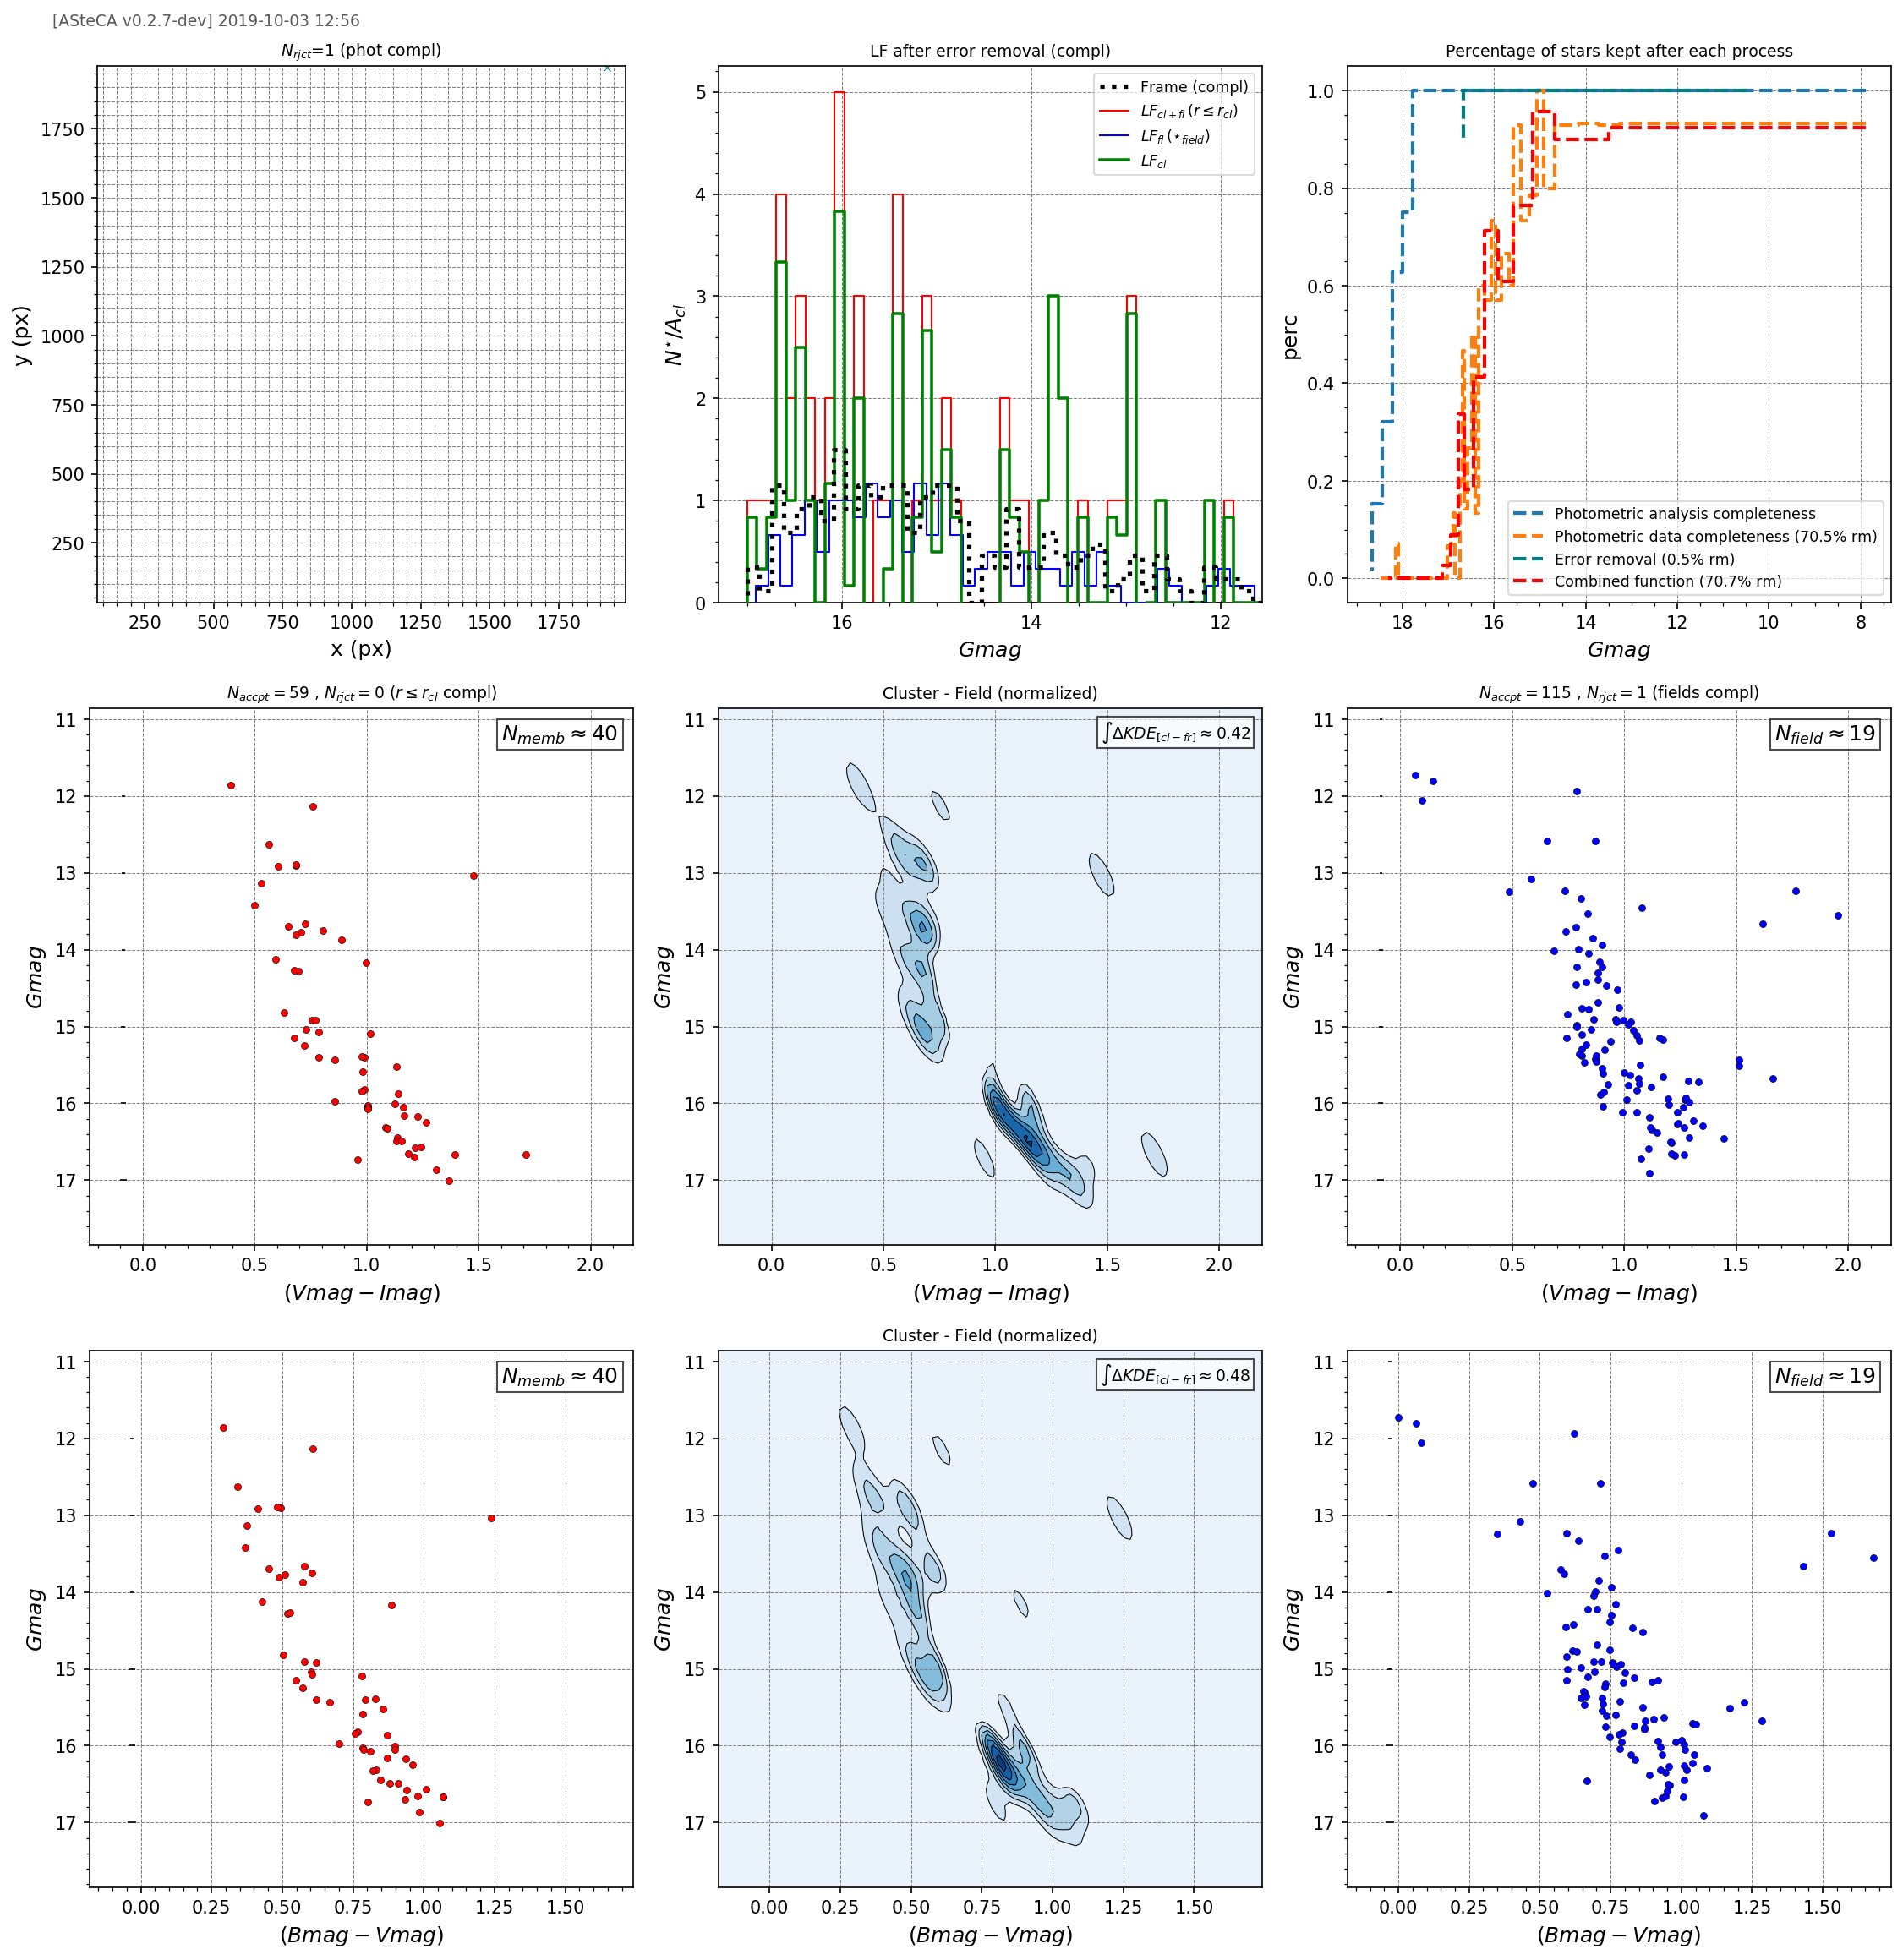 [ASteCA v0.2.7-dev] 2019-10-03 12:56
N_rjct=1 (phot compl)
1750
1500
1250
1000
750
500
250
y (px)
250 500 750 1000 1250 1500 1750
x (px)
LF after error removal (compl)
Frame (compl)
LF_cl+fl (r ≤ r_cl)
LF_fl (⋆_field)
LF_cl
5
4
3
2
1
0
N⋆/A_cl
16 14 12
Gmag
Percentage of stars kept after each process
1.0
0.8
0.6
0.4
0.2
0.0
perc
Photometric analysis completeness
Photometric data completeness (70.5% rm)
Error removal (0.5% rm)
Combined function (70.7% rm)
18 16 14 12 10 8
Gmag
N_accpt = 59 , N_rjct = 0 (r ≤ r_cl compl)
N_memb ≈ 40
11
12
13
14
15
16
17
Gmag
0.0 0.5 1.0 1.5 2.0
(Vmag − Imag)
Cluster - Field (normalized)
∫ΔKDE_[cl−fr] ≈ 0.42
11
12
13
14
15
16
17
Gmag
0.0 0.5 1.0 1.5 2.0
(Vmag − Imag)
N_accpt = 115 , N_rjct = 1 (fields compl)
N_field ≈ 19
11
12
13
14
15
16
17
Gmag
0.0 0.5 1.0 1.5 2.0
(Vmag − Imag)
N_memb ≈ 40
11
12
13
14
15
16
17
Gmag
0.00 0.25 0.50 0.75 1.00 1.25 1.50
(Bmag − Vmag)
Cluster - Field (normalized)
∫ΔKDE_[cl−fr] ≈ 0.48
11
12
13
14
15
16
17
Gmag
0.00 0.25 0.50 0.75 1.00 1.25 1.50
(Bmag − Vmag)
N_field ≈ 19
11
12
13
14
15
16
17
Gmag
0.00 0.25 0.50 0.75 1.00 1.25 1.50
(Bmag − Vmag)